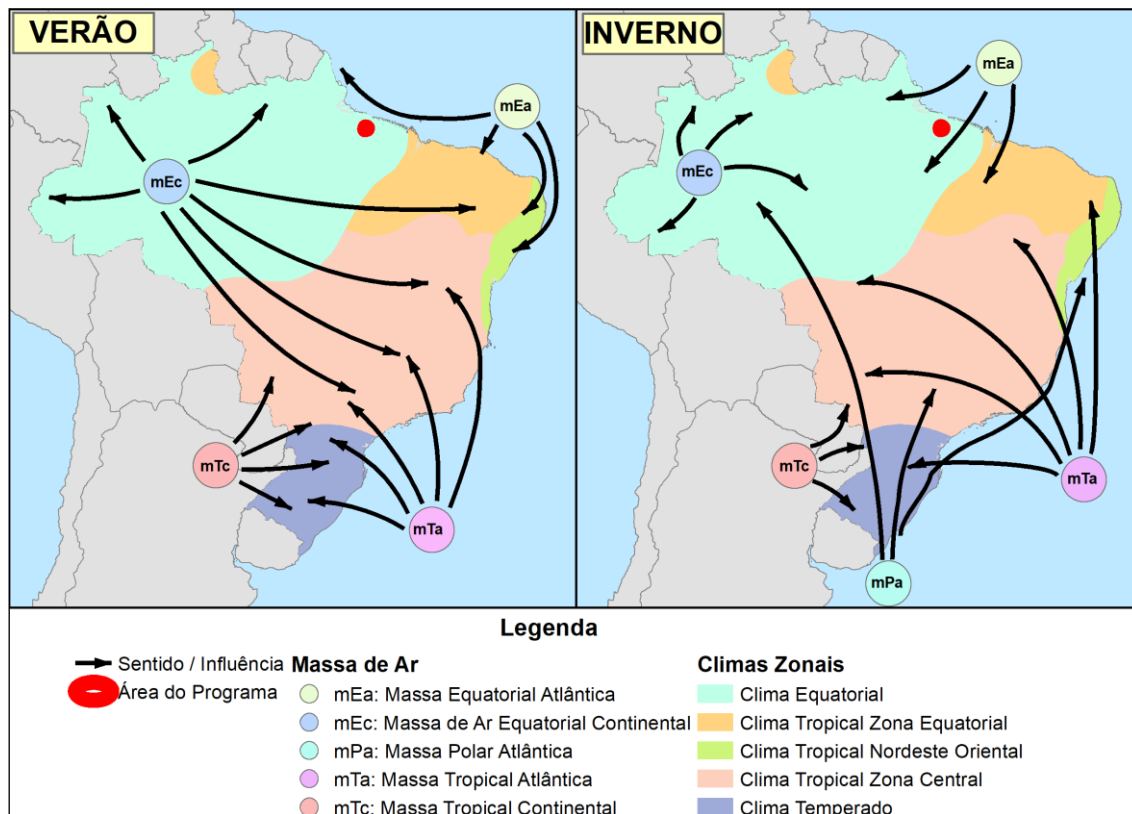 VERÃO
mEa
mEc
mTc
mTa
INVERNO
mEa
mEc
mTc
mTa
mPa
Legenda
Sentido / Influência
Área do Programa
Massa de Ar
mEa: Massa Equatorial Atlântica
mEc: Massa de Ar Equatorial Continental
mPa: Massa Polar Atlântica
mTa: Massa Tropical Atlântica
mTc: Massa Tropical Continental
Climas Zonais
Clima Equatorial
Clima Tropical Zona Equatorial
Clima Tropical Nordeste Oriental
Clima Tropical Zona Central
Clima Temperado